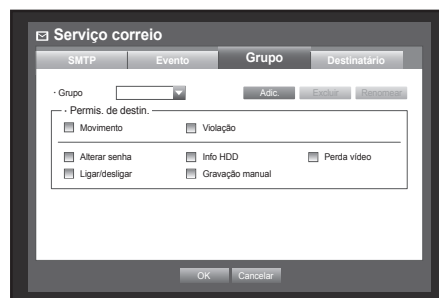 Serviço correio
SMTP Evento Grupo Destinatário
· Grupo Adic. Excluir Renomear
· Permis. de destin.
Movimento Violação
Alterar senha Info HDD Perda vídeo
Ligar/desligar Gravação manual
OK Cancelar